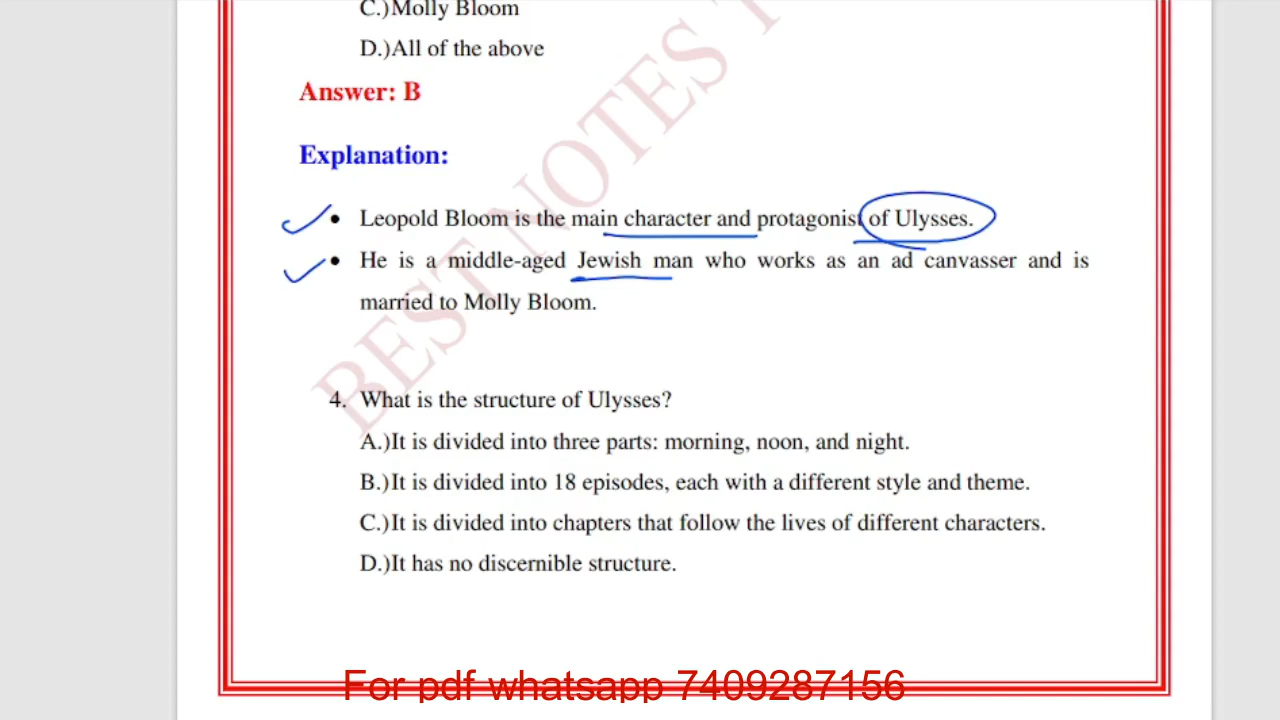 C.)Molly Bloom
D.)All of the above
Answer: B
Explanation:
• Leopold Bloom is the main character and protagonist of Ulysses.
• He is a middle-aged Jewish man who works as an ad canvasser and is
married to Molly Bloom.
4. What is the structure of Ulysses?
A.)It is divided into three parts: morning, noon, and night.
B.)It is divided into 18 episodes, each with a different style and theme.
C.)It is divided into chapters that follow the lives of different characters.
D.)It has no discernible structure.
BEST NOTES
For pdf whatsapp 7409287156